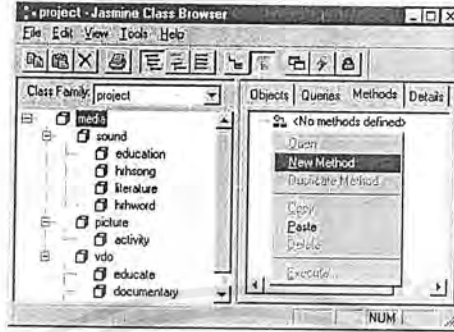 project - Jasmine Class Browser
File Edit View Tools Help
Class Family: project
media
sound
education
hrhsong
literature
hrhword
picture
activity
vdo
educate
documentary
Objects Queries Methods Details
<No methods defined>
Open
New Method
Duplicate Method
Copy
Paste
Delete
Execute...
NUM